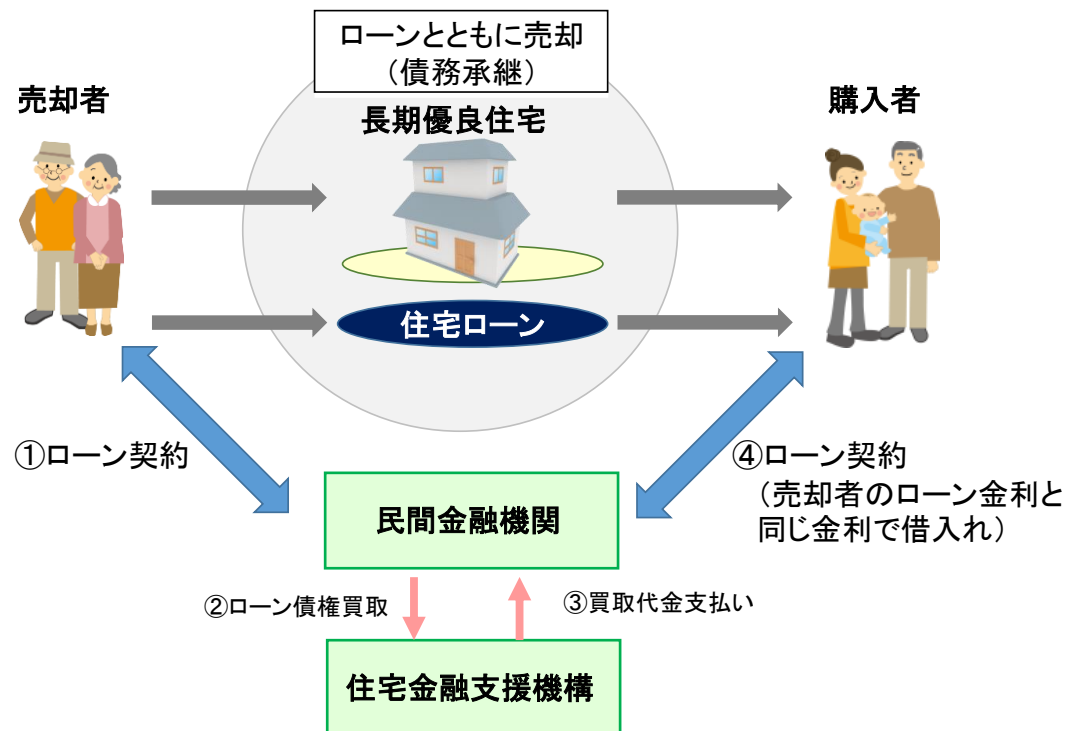 ローンとともに売却
（債務承継）
売却者
長期優良住宅
購入者
住宅ローン
①ローン契約
④ローン契約
（売却者のローン金利と
同じ金利で借入れ）
民間金融機関
②ローン債権買取
③買取代金支払い
住宅金融支援機構